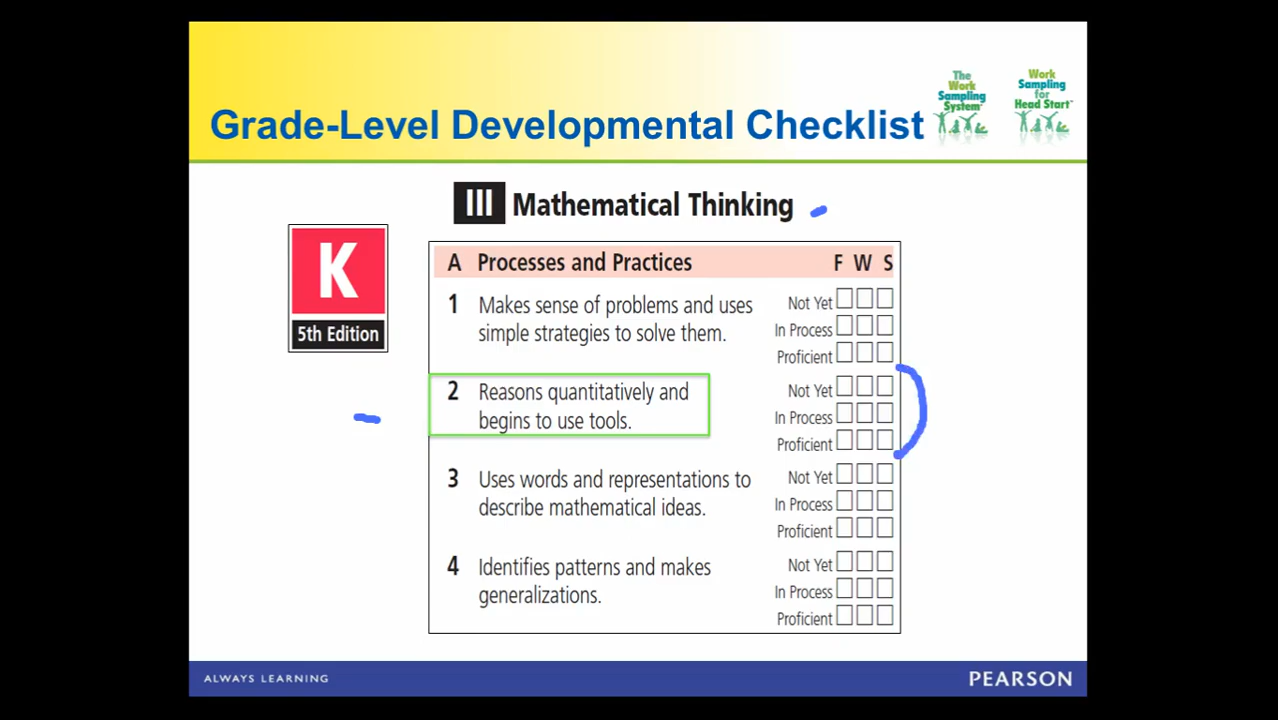 Grade-Level Developmental Checklist
The
Work
Sampling
System
Work
Sampling
for
Head Start
III Mathematical Thinking
K
5th Edition
A Processes and Practices F W S
1 Makes sense of problems and uses
simple strategies to solve them.
Not Yet
In Process
Proficient
2 Reasons quantitatively and
begins to use tools.
Not Yet
In Process
Proficient
3 Uses words and representations to
describe mathematical ideas.
Not Yet
In Process
Proficient
4 Identifies patterns and makes
generalizations.
Not Yet
In Process
Proficient
ALWAYS LEARNING
PEARSON